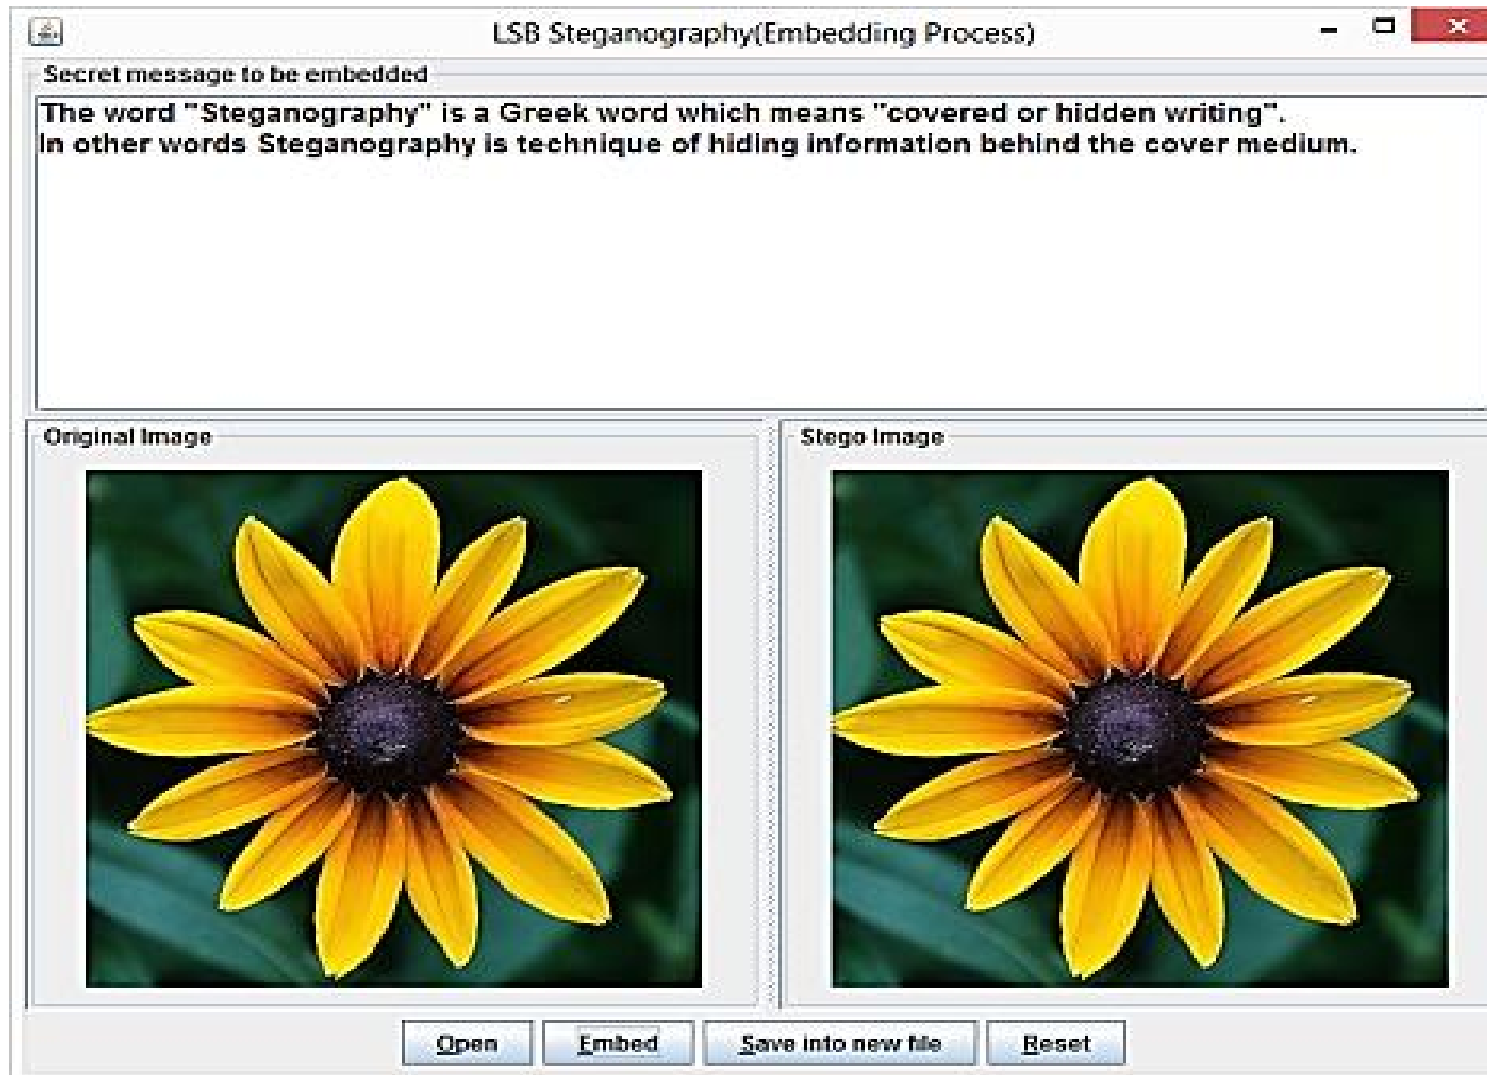 LSB Steganography(Embedding Process)
Secret message to be embedded
The word "Steganography" is a Greek word which means "covered or hidden writing".
In other words Steganography is technique of hiding information behind the cover medium.
Original Image
Stego Image
Open
Embed
Save into new file
Reset